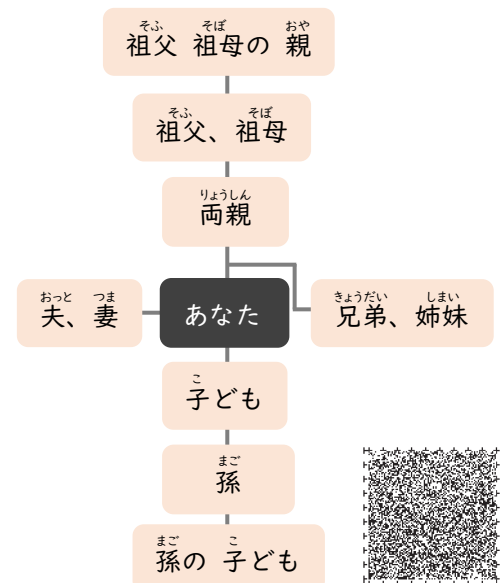 そふ そぼ おや
祖父 祖母の 親
そふ そぼ
祖父、祖母
りょうしん
両親
おっと つま
夫、妻
あなた
きょうだい しまい
兄弟、姉妹
こ
子ども
まご
孫
まご こ
孫の 子ども